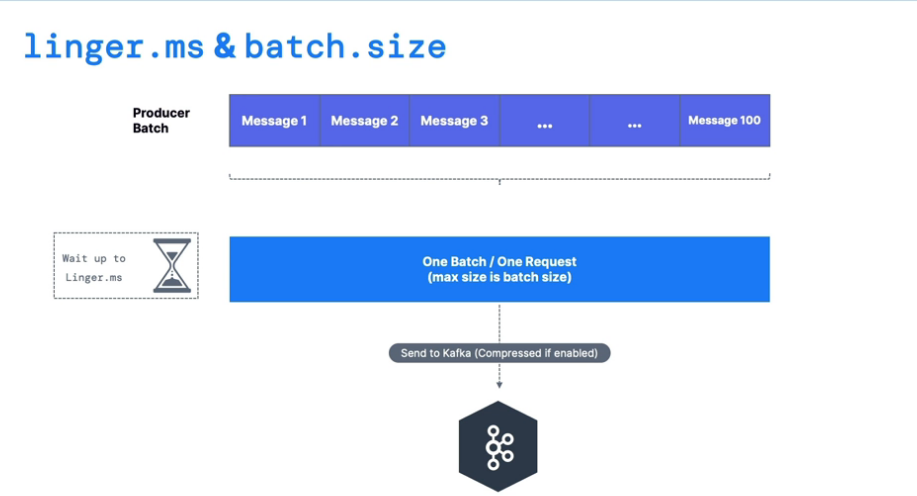 linger.ms & batch.size
Producer
Batch
Message 1 Message 2 Message 3 ... ... Message 100
Wait up to
Linger.ms
One Batch / One Request
(max size is batch size)
Send to Kafka (Compressed if enabled)